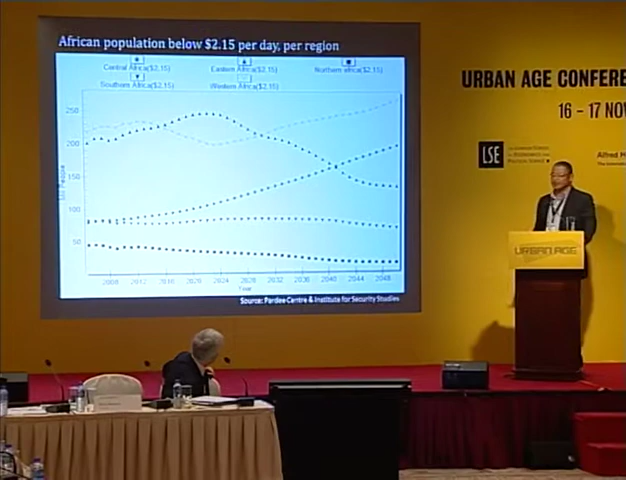 African population below $2.15 per day, per region
Central Africa($2,15) Eastern Africa($2,15) Northern africa($2,15)
Southern Africa($2,15) Western Africa($2,15)
250
200
150
100
50
People
2008 2012 2016 2020 2024 2028 2032 2036 2040 2044 2048
Year
Source: Pardee Centre & Institute for Security Studies
URBAN AGE CONFERE
16 - 17 NOV
LSE
Alfred H
URBAN AGE